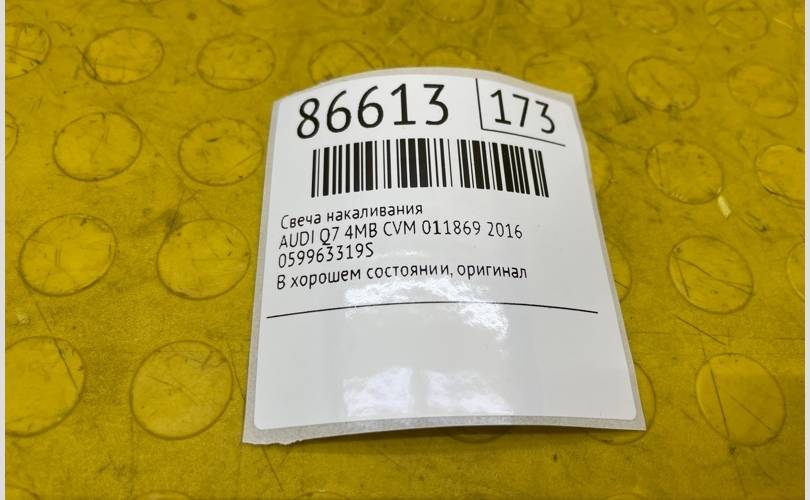 86613 173
Свеча накаливания
AUDI Q7 4MB CVM 011869 2016
059963319S
В хорошем состоянии, оригинал